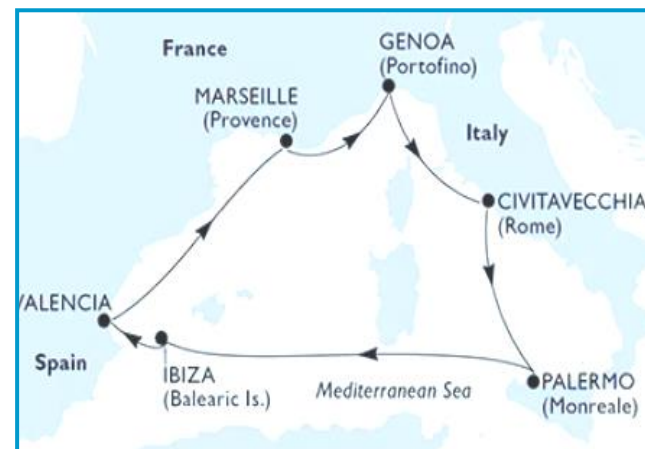 France
GENOA
(Portofino)
MARSEILLE
(Provence)
Italy
CIVITAVECCHIA
(Rome)
VALENCIA
Spain
IBIZA
(Balearic Is.)
Mediterranean Sea
PALERMO
(Monreale)